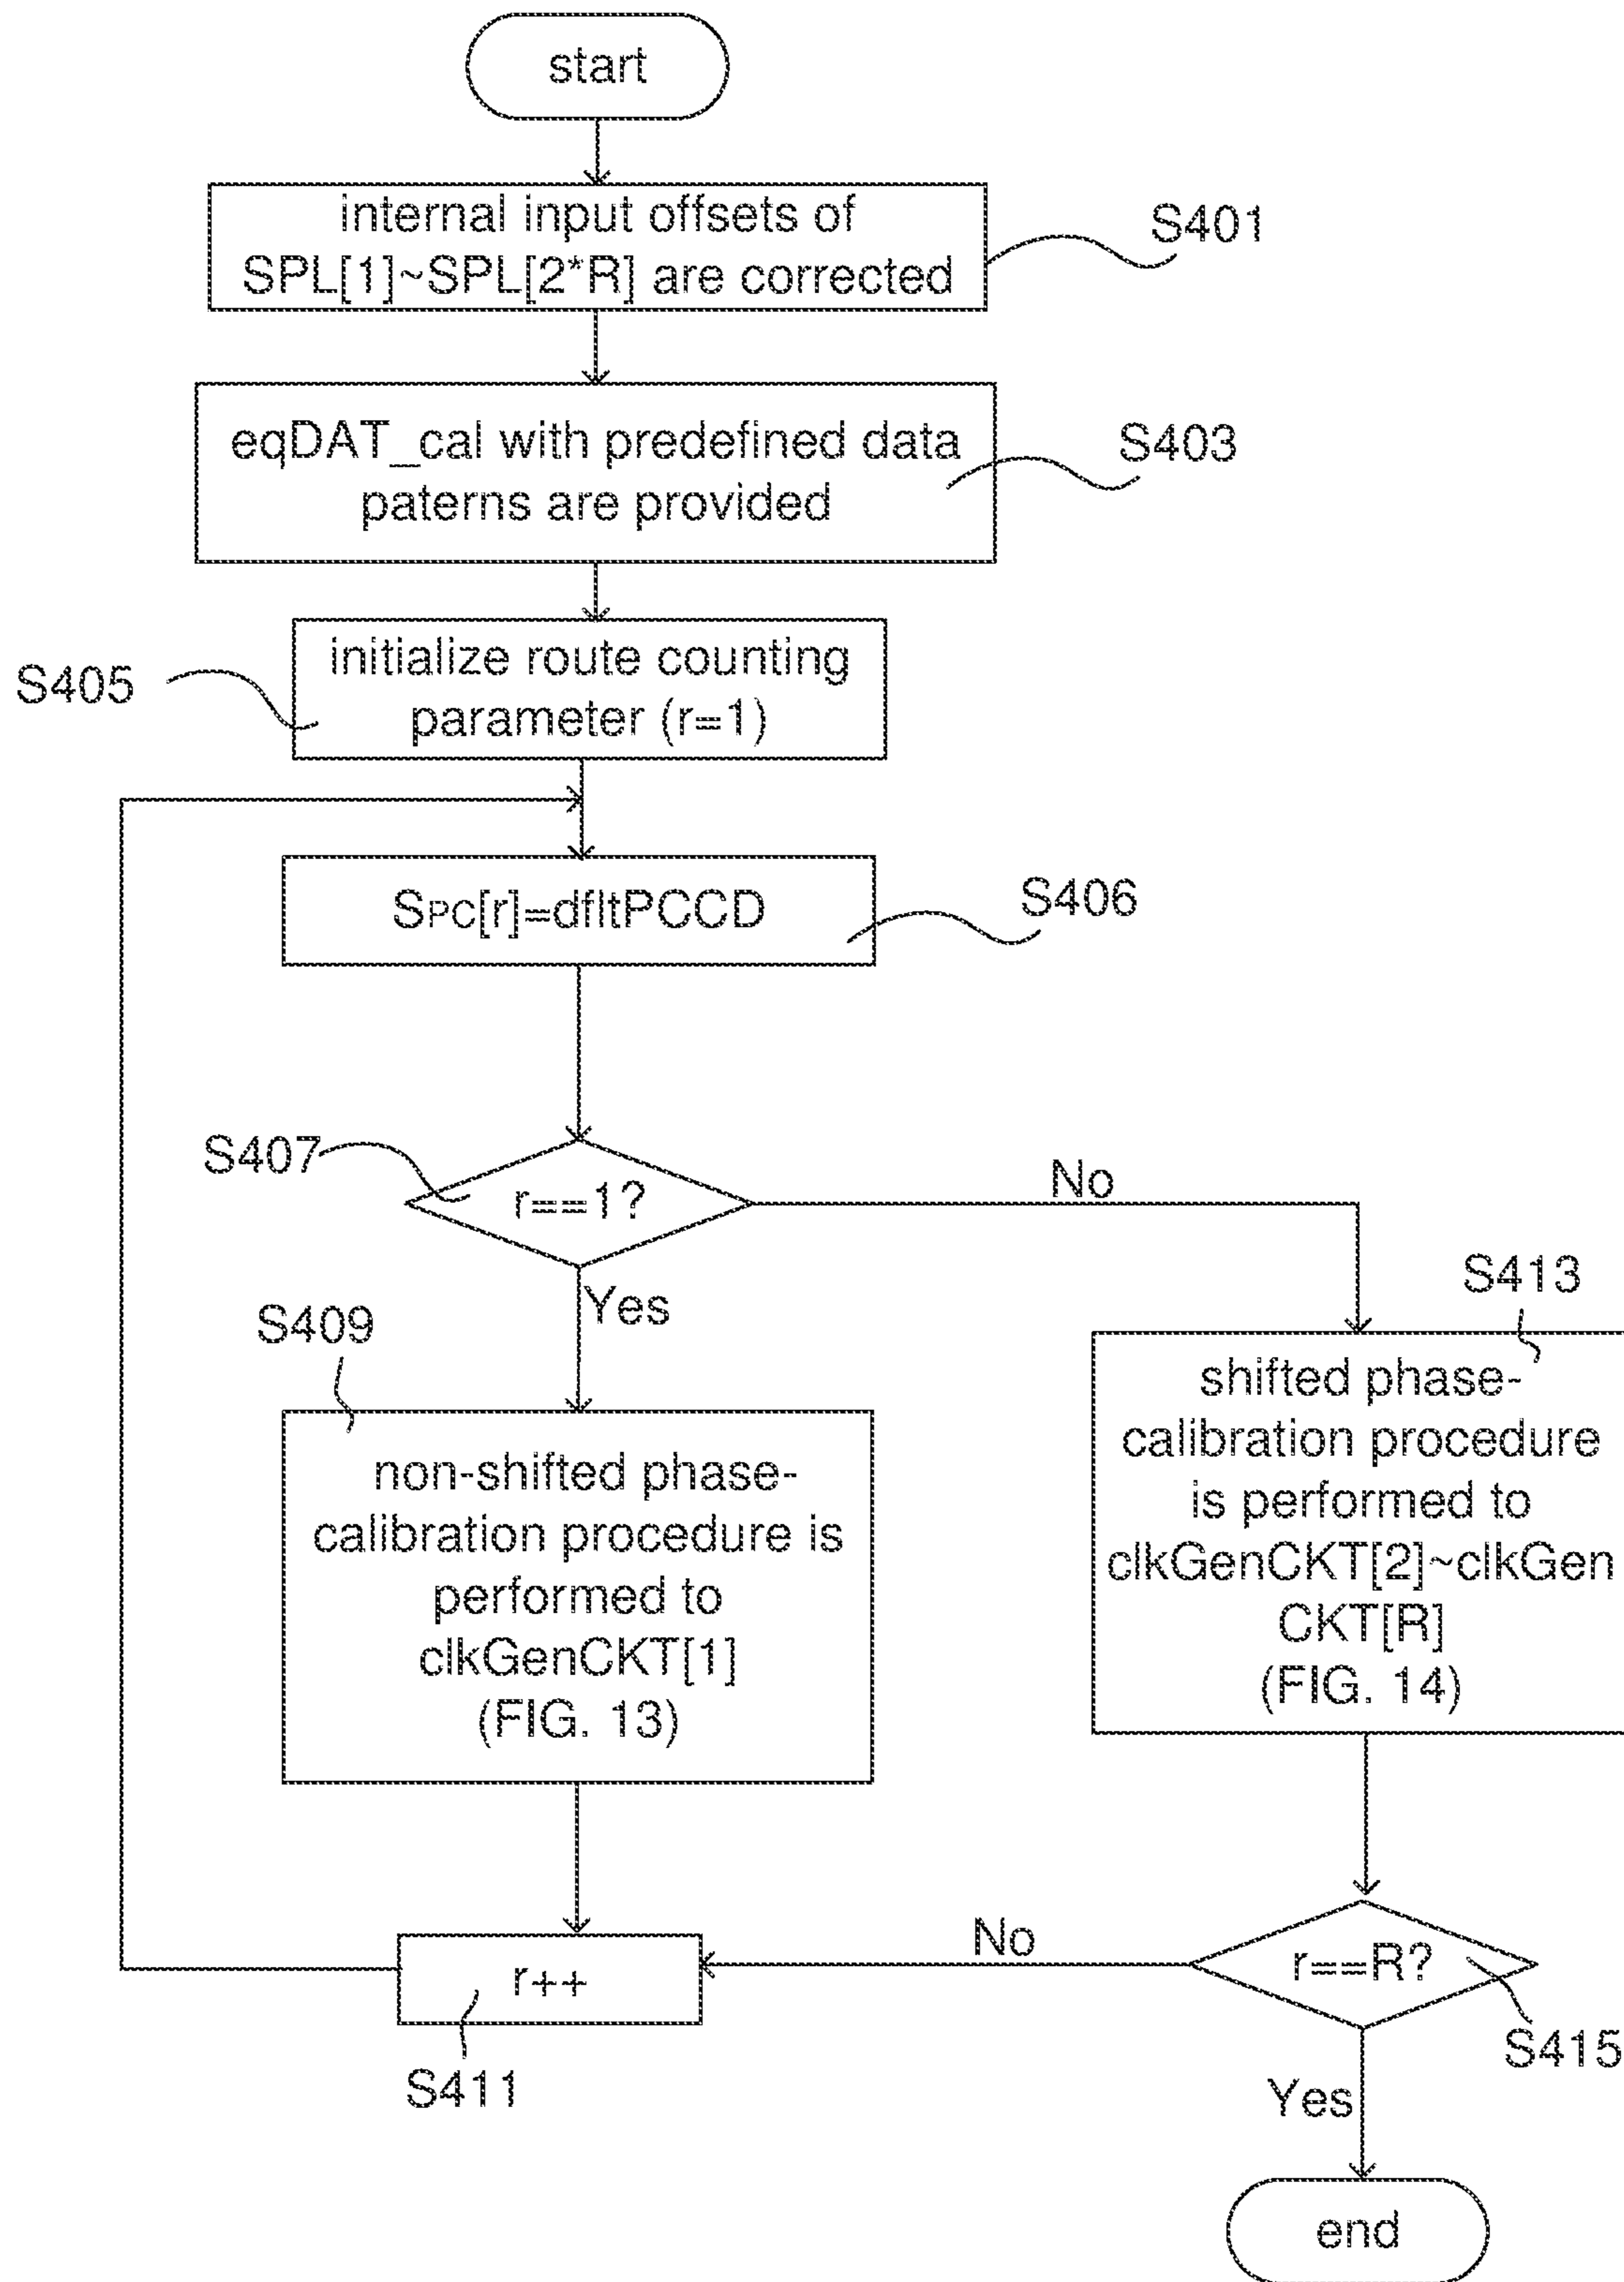 start
internal input offsets of
SPL[1]~SPL[2*R] are corrected
S401
eqDAT_cal with predefined data
paterns are provided
S403
initialize route counting
parameter (r=1)
S405
SPC[r]=dfltPCCD
S406
S407
r==1?
No
Yes
S409
non-shifted phase-
calibration procedure is
performed to
clkGenCKT[1]
(FIG. 13)
S413
shifted phase-
calibration procedure
is performed to
clkGenCKT[2]~clkGen
CKT[R]
(FIG. 14)
r++
S411
No
r==R?
S415
Yes
end